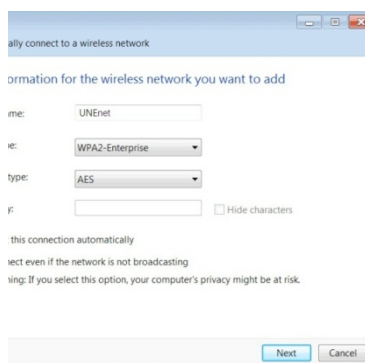 ally connect to a wireless network
ormation for the wireless network you want to add
me: UNEnet
e: WPA2-Enterprise
type: AES
y: Hide characters
this connection automatically
nect even if the network is not broadcasting
ning: If you select this option, your computer's privacy might be at risk.
Next Cancel